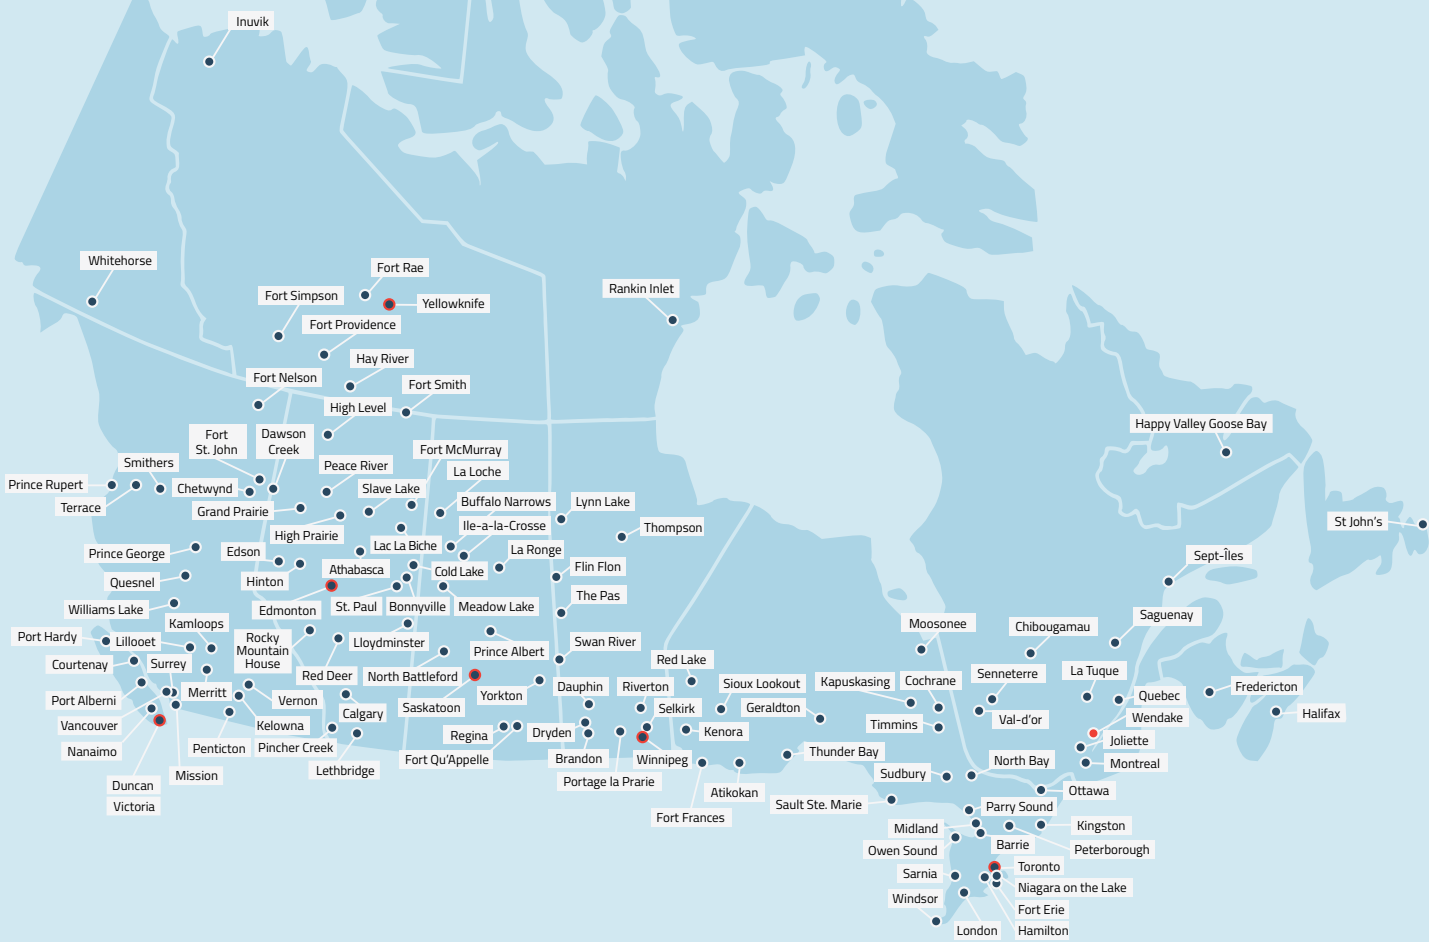 Inuvik
Whitehorse
Fort Rae
Fort Simpson
Yellowknife
Rankin Inlet
Fort Providence
Hay River
Fort Nelson
Fort Smith
High Level
Happy Valley Goose Bay
Fort
St. John
Dawson
Creek
Fort McMurray
Smithers
Peace River
La Loche
Prince Rupert
Chetwynd
Slave Lake
Terrace
Grand Prairie
Buffalo Narrows
Lynn Lake
St John's
High Prairie
Ile-a-la-Crosse
Thompson
Prince George
Edson
Lac La Biche
La Ronge
Sept-Îles
Quesnel
Hinton
Athabasca
Cold Lake
Flin Flon
Williams Lake
Edmonton
St. Paul
Bonnyville
Meadow Lake
The Pas
Kamloops
Moosonee
Chibougamau
Saguenay
Port Hardy
Lillooet
Rocky
Mountain
House
Lloydminster
Prince Albert
Swan River
Courtenay
Surrey
Red Deer
North Battleford
Red Lake
Senneterre
La Tuque
Port Alberni
Merritt
Vernon
Saskatoon
Yorkton
Dauphin
Riverton
Sioux Lookout
Kapuskasing
Cochrane
Quebec
Fredericton
Vancouver
Kelowna
Calgary
Selkirk
Geraldton
Timmins
Val-d'or
Wendake
Halifax
Nanaimo
Penticton
Pincher Creek
Regina
Dryden
Kenora
Joliette
Duncan
Mission
Lethbridge
Fort Qu'Appelle
Brandon
Winnipeg
Thunder Bay
North Bay
Montreal
Victoria
Portage la Prarie
Atikokan
Sudbury
Ottawa
Fort Frances
Sault Ste. Marie
Parry Sound
Midland
Kingston
Owen Sound
Barrie
Peterborough
Sarnia
Toronto
Windsor
Niagara on the Lake
Fort Erie
London
Hamilton